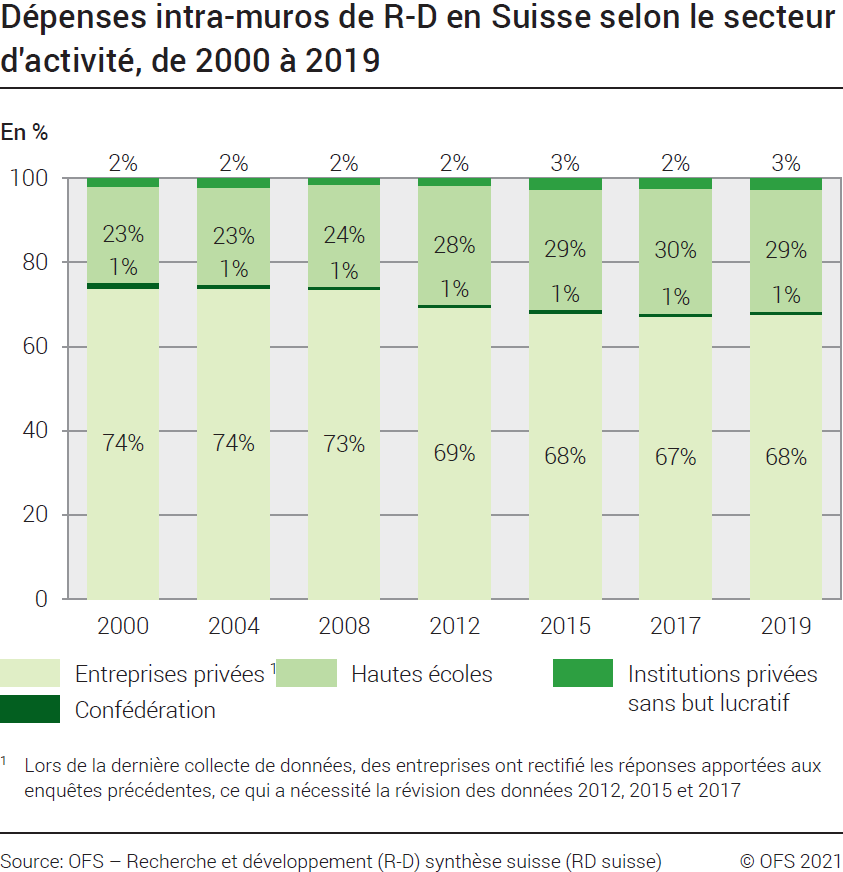 Dépenses intra-muros de R-D en Suisse selon le secteur
d'activité, de 2000 à 2019
En %
2% 2% 2% 2% 3% 2% 3%
100
23% 23% 24% 28% 29% 30% 29%
80
1% 1% 1% 1% 1% 1% 1%
60
74% 74% 73% 69% 68% 67% 68%
40
20
0
2000 2004 2008 2012 2015 2017 2019
Entreprises privées 1 Hautes écoles Institutions privées
sans but lucratif
Confédération
1 Lors de la dernière collecte de données, des entreprises ont rectifié les réponses apportées aux
enquêtes précédentes, ce qui a nécessité la révision des données 2012, 2015 et 2017
Source: OFS – Recherche et développement (R-D) synthèse suisse (RD suisse) © OFS 2021